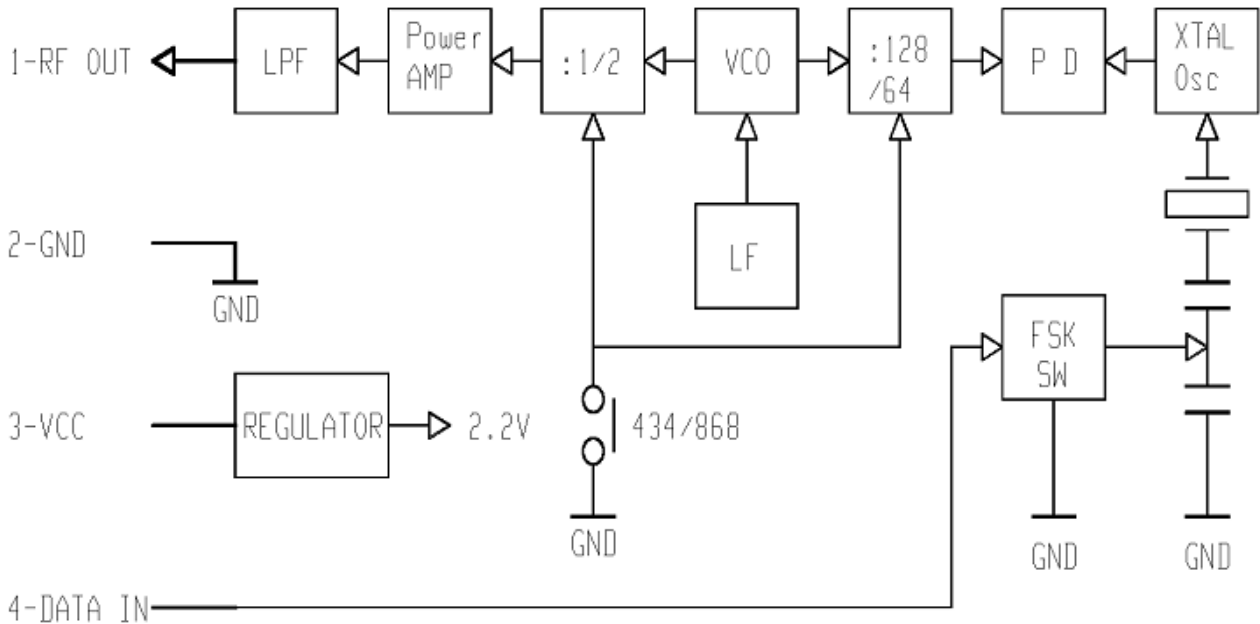 1-RF OUT
LPF
Power
AMP
:1/2
VCO
:128
/64
P D
XTAL
Osc
2-GND
GND
LF
FSK
SW
3-VCC
REGULATOR
2.2V
434/868
GND
GND
GND
4-DATA IN